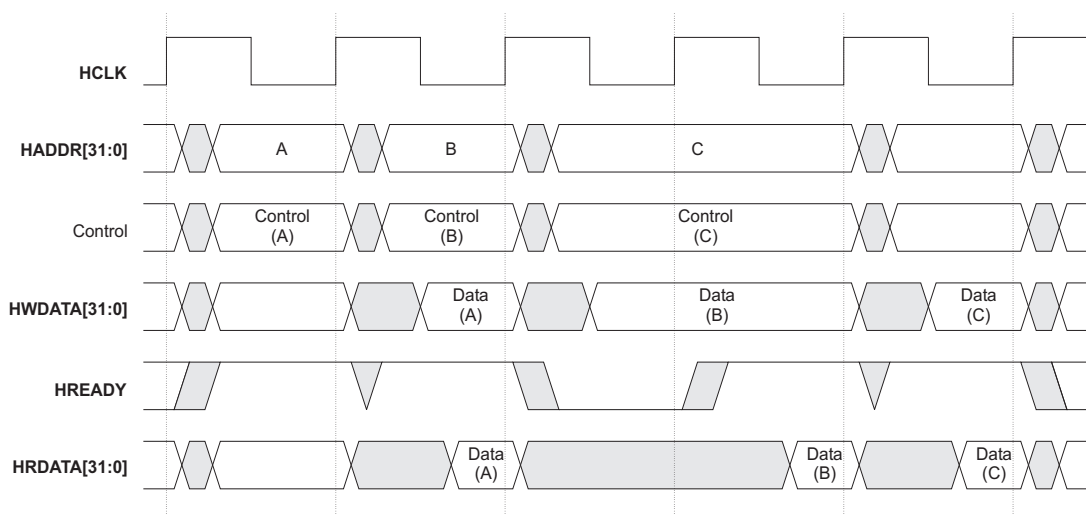 HCLK
HADDR[31:0]
A
B
C
Control
Control
(A)
Control
(B)
Control
(C)
HWDATA[31:0]
Data
(A)
Data
(B)
Data
(C)
HREADY
HRDATA[31:0]
Data
(A)
Data
(B)
Data
(C)